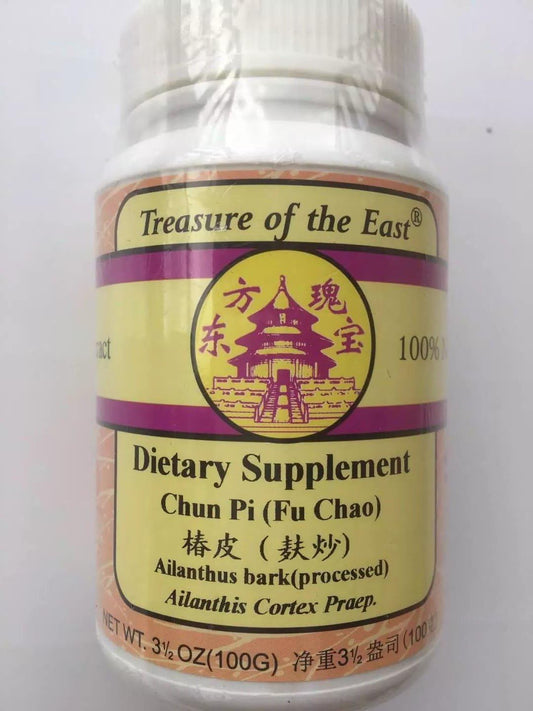 Treasure of the East®
东方瑰宝
100%
Dietary Supplement
Chun Pi (Fu Chao)
椿皮（麸炒）
Ailanthus bark(processed)
Ailanthis Cortex Praep.
NET WT. 3½ OZ(100G) 净重3½ 盎司(100